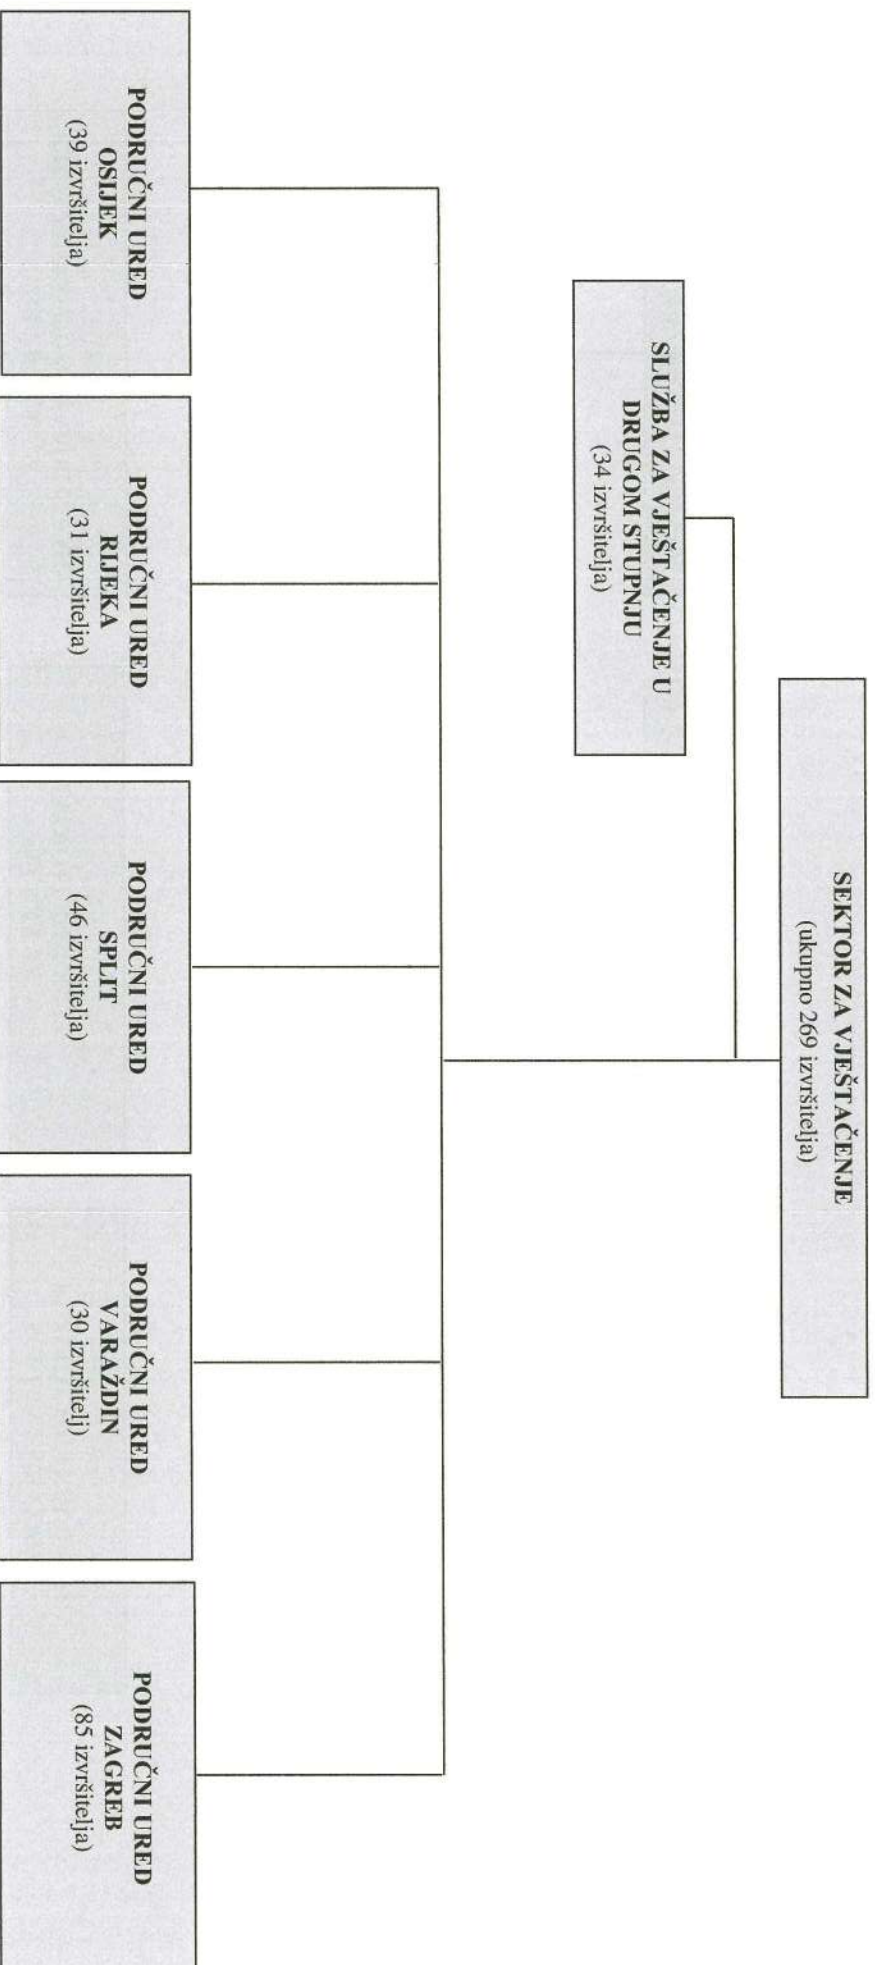 SEKTOR ZA VJEŠTAČENJE
(ukupno 269 izvršitelja)
SLUŽBA ZA VJEŠTAČENJE U
DRUGOM STUPNJU
(34 izvršitelja)
PODRUČNI URED
OSIJEK
(39 izvršitelja)
PODRUČNI URED
RIJEKA
(31 izvršitelja)
PODRUČNI URED
SPLIT
(46 izvršitelja)
PODRUČNI URED
VARAŽDIN
(30 izvršitelj)
PODRUČNI URED
ZAGREB
(85 izvršitelja)